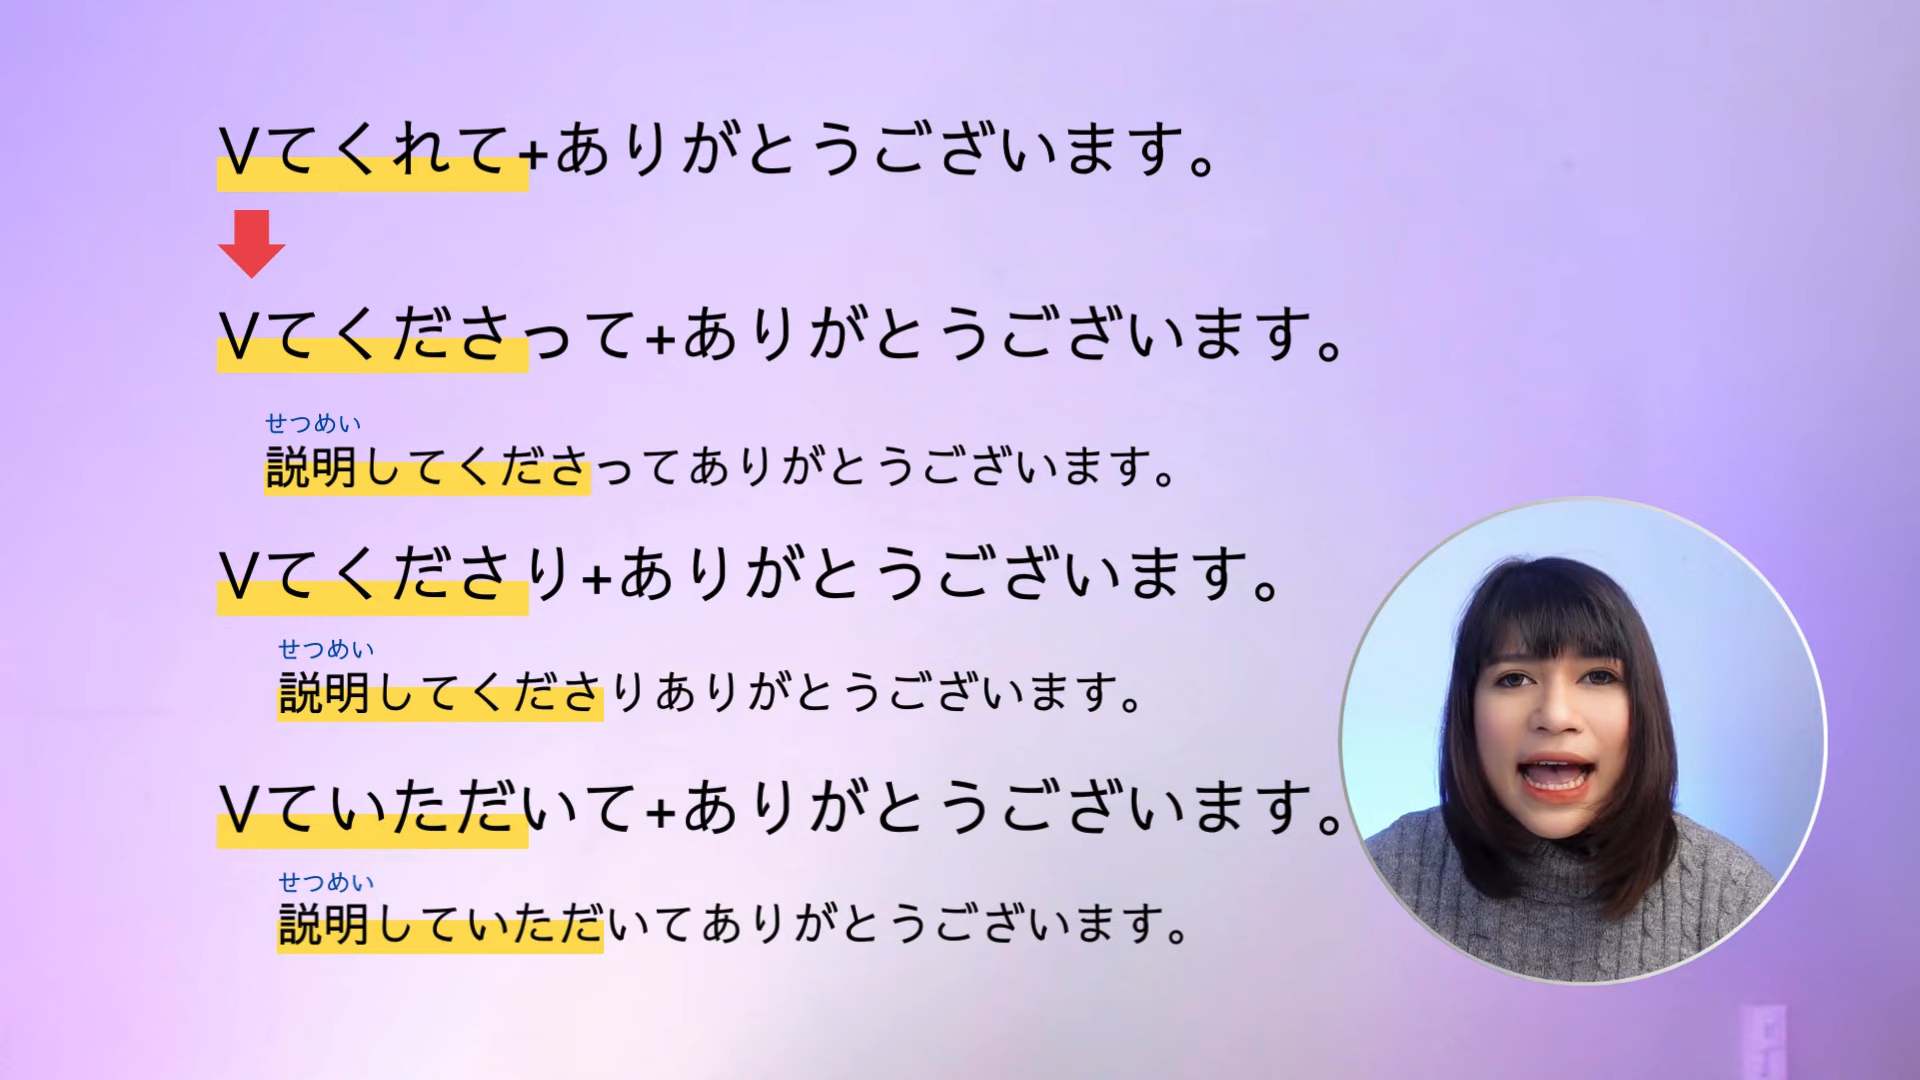 Vてくれて+ありがとうございます。
Vてくださって+ありがとうございます。
せつめい
説明してくださってありがとうございます。
Vてくださり+ありがとうございます。
せつめい
説明してくださりありがとうございます。
Vていただいて+ありがとうございます。
せつめい
説明していただいてありがとうございます。